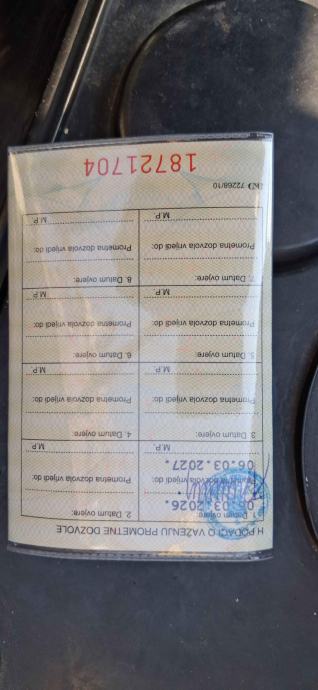 H PODACI O VAŽENJU PROMETNE DOZVOLE
1. Datum ovjere:
06.03.2026.
Prometna dozvola vrijedi do:
06.03.2027.
M.P.
2. Datum ovjere:
Prometna dozvola vrijedi do:
M.P.
3. Datum ovjere:
Prometna dozvola vrijedi do:
M.P.
4. Datum ovjere:
Prometna dozvola vrijedi do:
M.P.
5. Datum ovjere:
Prometna dozvola vrijedi do:
M.P.
6. Datum ovjere:
Prometna dozvola vrijedi do:
M.P.
7. Datum ovjere:
Prometna dozvola vrijedi do:
M.P.
8. Datum ovjere:
Prometna dozvola vrijedi do:
M.P.
72268/10
18721704